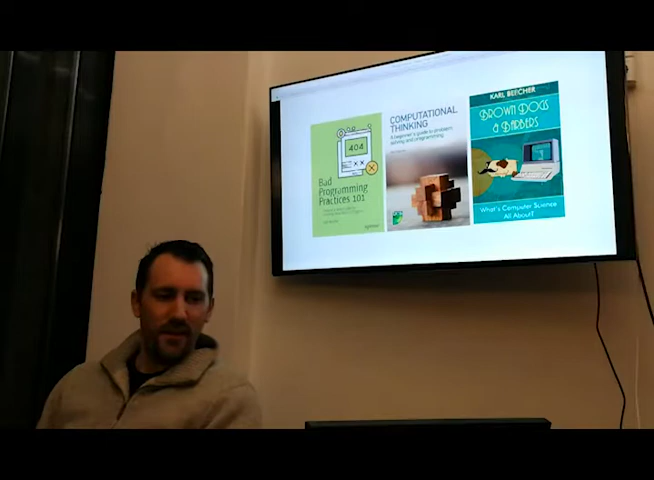 404
Bad
Programming
Practices 101
COMPUTATIONAL
THINKING
A beginner's guide to problem
solving and programming
KARL BEECHER
BROWN DOGS
& BARBERS
What's Computer Science
All About?